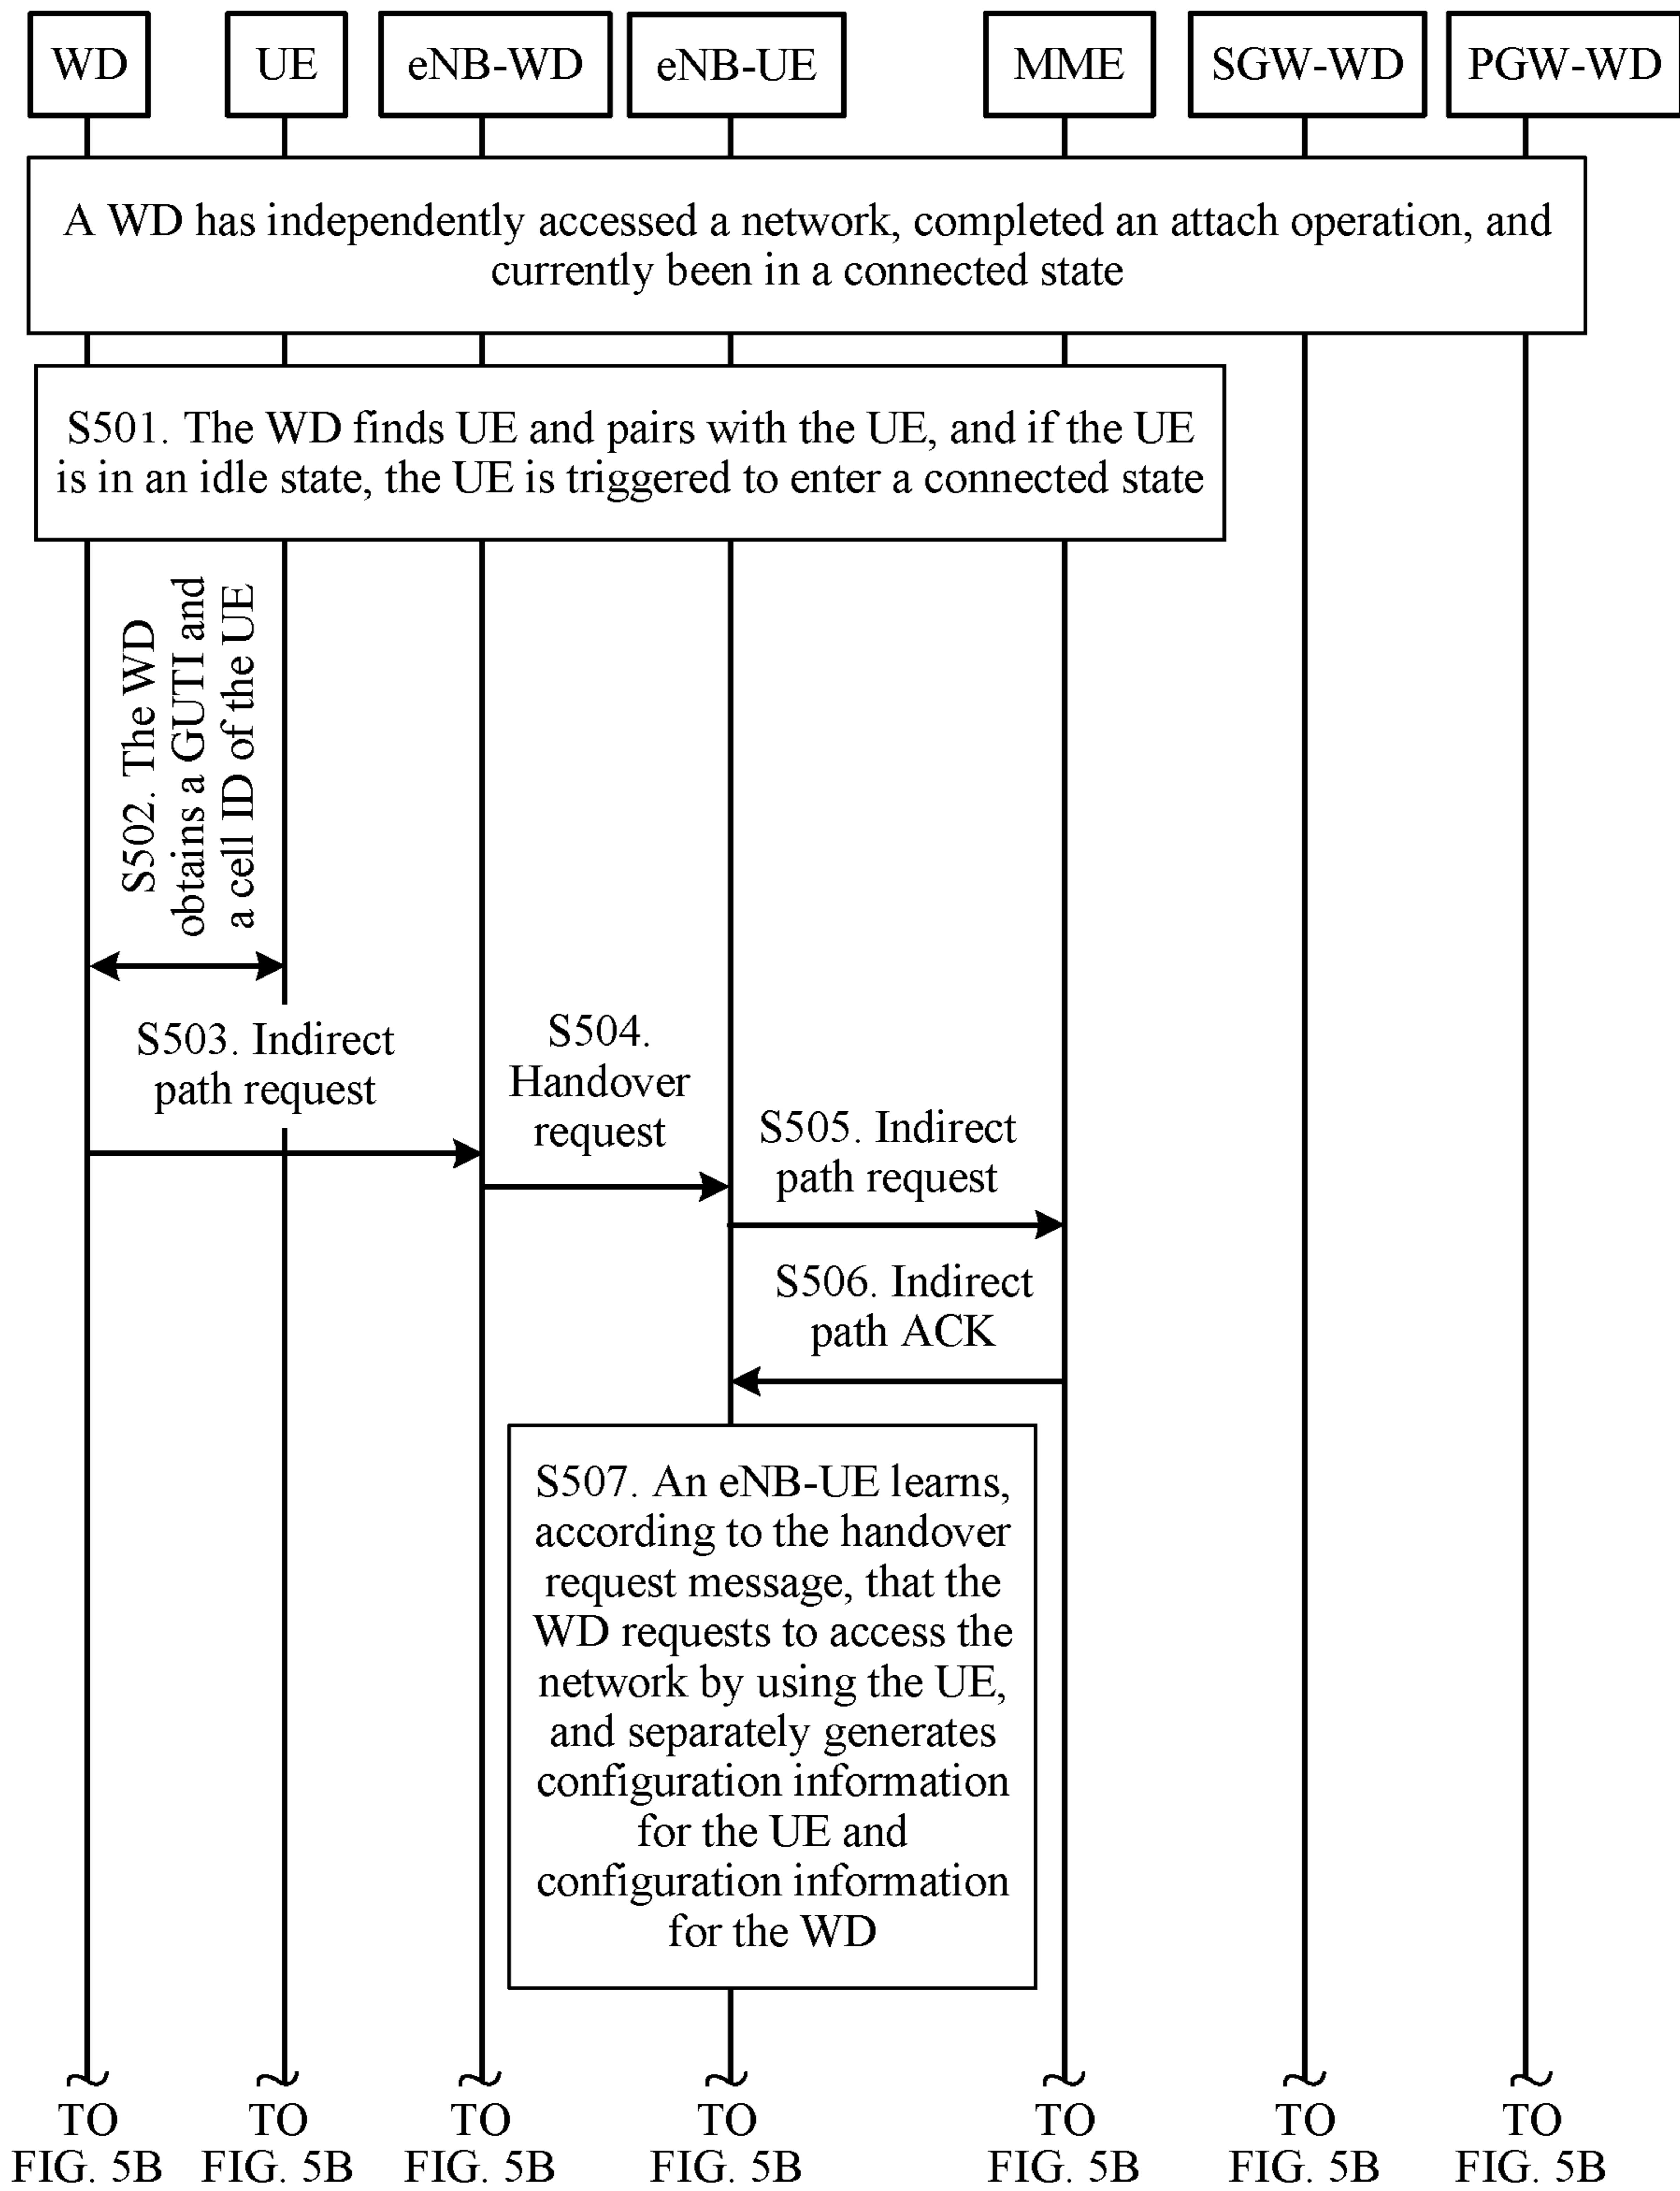 WD
UE
eNB-WD
eNB-UE
MME
SGW-WD
PGW-WD
A WD has independently accessed a network, completed an attach operation, and
currently been in a connected state
S501. The WD finds UE and pairs with the UE, and if the UE
is in an idle state, the UE is triggered to enter a connected state
S502. The WD
obtains a GUTI and
a cell ID of the UE
S503. Indirect
path request
S504.
Handover
request
S505. Indirect
path request
S506. Indirect
path ACK
S507. An eNB-UE learns,
according to the handover
request message, that the
WD requests to access the
network by using the UE,
and separately generates
configuration information
for the UE and
configuration information
for the WD
TO
FIG. 5B
TO
FIG. 5B
TO
FIG. 5B
TO
FIG. 5B
TO
FIG. 5B
TO
FIG. 5B
TO
FIG. 5B